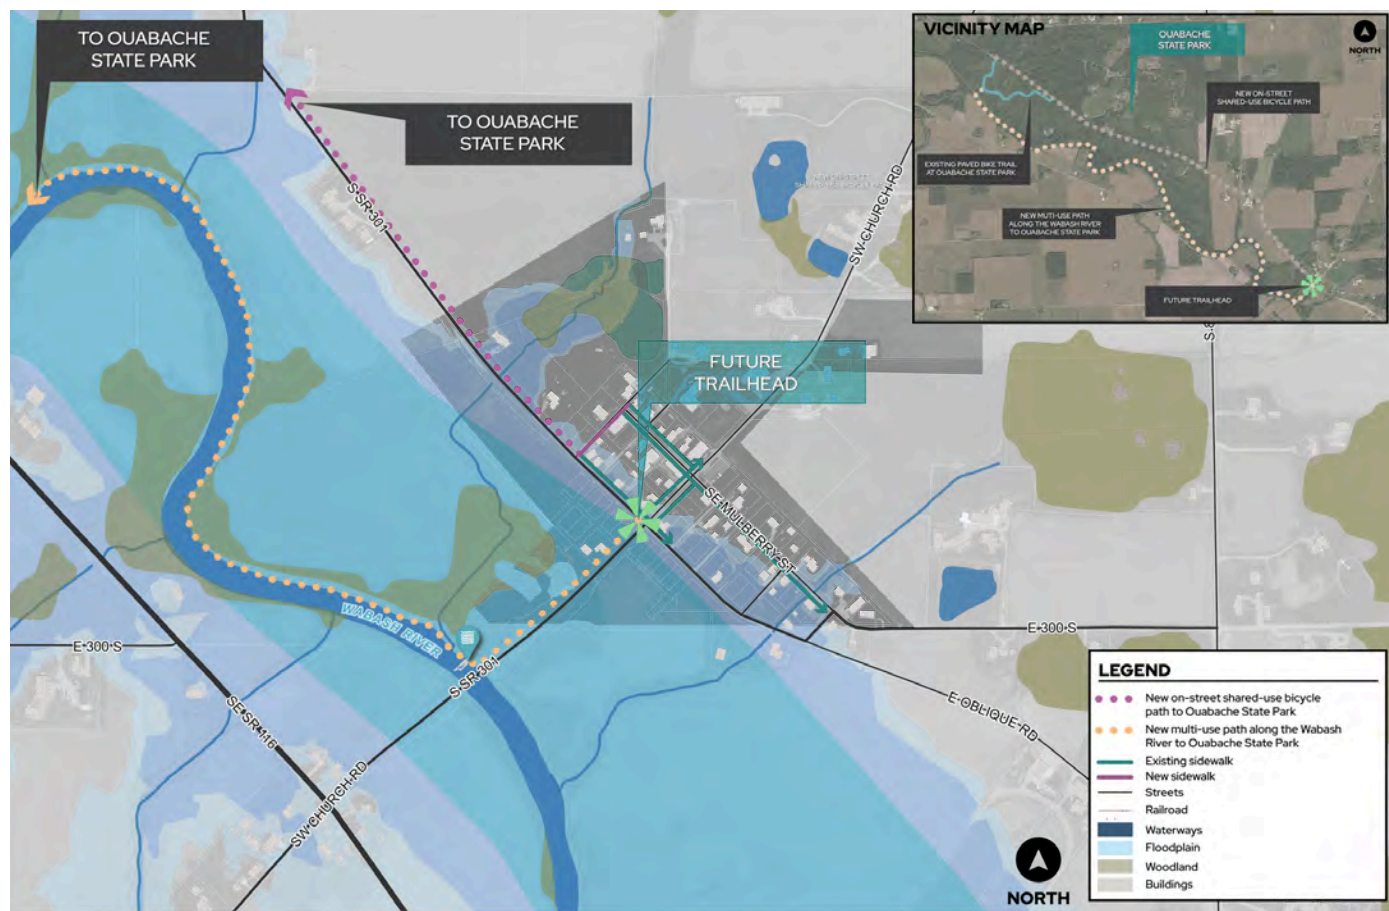 TO OUABACHE
STATE PARK
TO OUABACHE
STATE PARK
S SR 301
SW CHURCH RD
FUTURE
TRAILHEAD
SE MULBERRY ST
WABASH RIVER
S SR 301
E 300 S
SE SR 116
SW CHURCH RD
E 300 S
E OBLIQUE RD
NORTH
VICINITY MAP
NORTH
OUABACHE
STATE PARK
NEW ON-STREET
SHARED-USE BICYCLE PATH
EXISTING PAVED BIKE TRAIL
AT OUABACHE STATE PARK
NEW MUTI-USE PATH
ALONG THE WABASH RIVER
TO OUABACHE STATE PARK
FUTURE TRAILHEAD
LEGEND
New on-street shared-use bicycle
path to Ouabache State Park
New multi-use path along the Wabash
River to Ouabache State Park
Existing sidewalk
New sidewalk
Streets
Railroad
Waterways
Floodplain
Woodland
Buildings